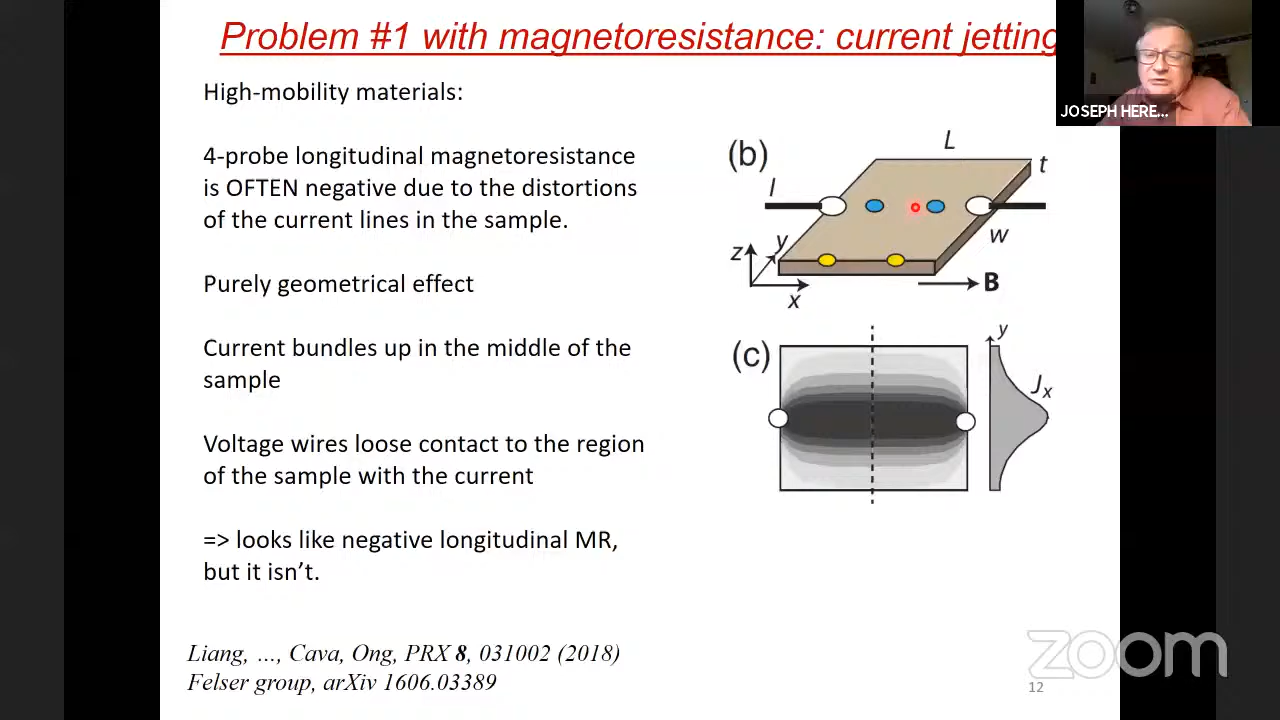 Problem #1 with magnetoresistance: current jetting
JOSEPH HERE...
High-mobility materials:
4-probe longitudinal magnetoresistance
is OFTEN negative due to the distortions
of the current lines in the sample.
Purely geometrical effect
Current bundles up in the middle of the
sample
Voltage wires loose contact to the region
of the sample with the current
=> looks like negative longitudinal MR,
but it isn't.
(b)
L
t
I
w
z
y
x
B
(c)
y
Jx
Liang, ..., Cava, Ong, PRX 8, 031002 (2018)
Felser group, arXiv 1606.03389
zoom
12